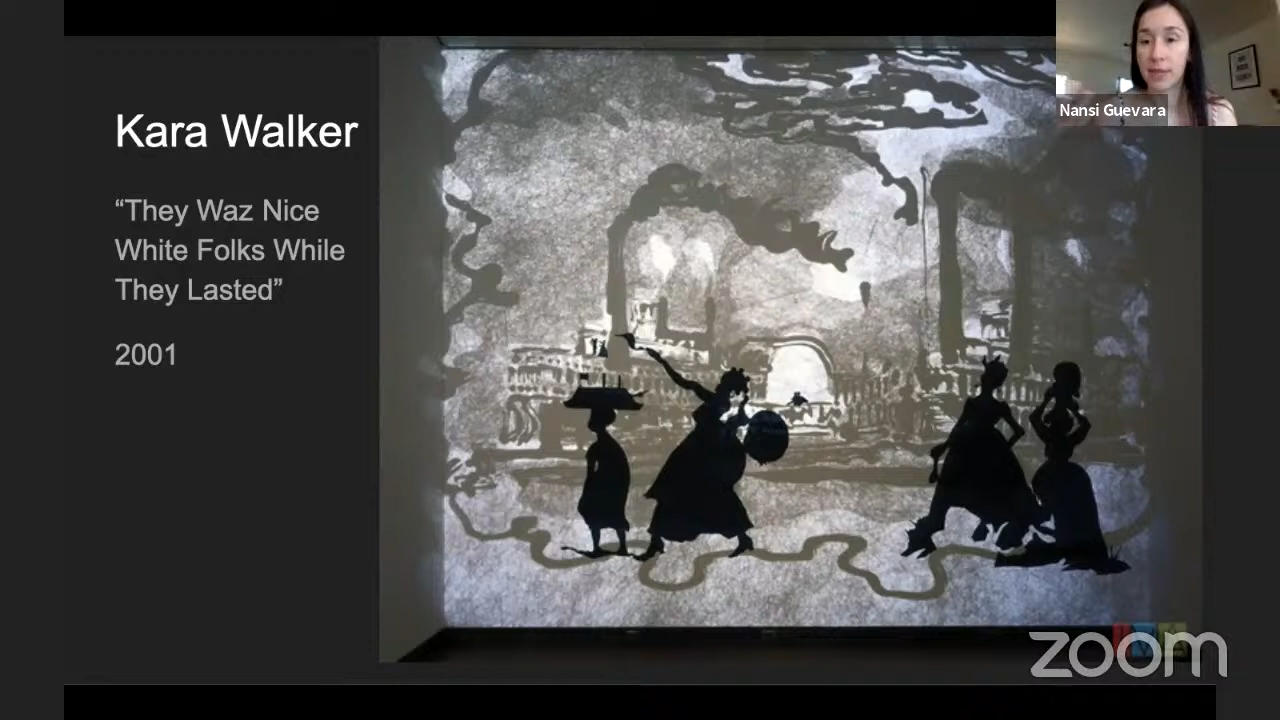 Kara Walker
“They Waz Nice
White Folks While
They Lasted”
2001
Nansi Guevara
zoom